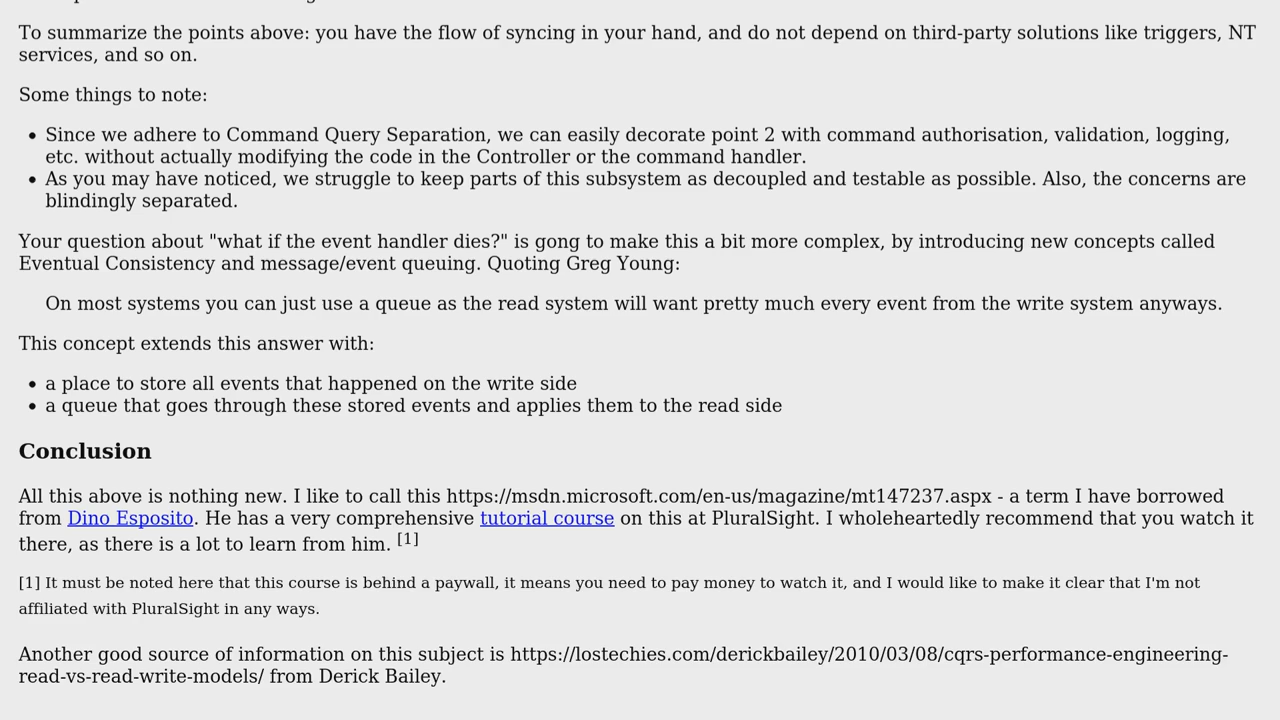 To summarize the points above: you have the flow of syncing in your hand, and do not depend on third-party solutions like triggers, NT
services, and so on.
Some things to note:
• Since we adhere to Command Query Separation, we can easily decorate point 2 with command authorisation, validation, logging,
etc. without actually modifying the code in the Controller or the command handler.
• As you may have noticed, we struggle to keep parts of this subsystem as decoupled and testable as possible. Also, the concerns are
blindingly separated.
Your question about "what if the event handler dies?" is gong to make this a bit more complex, by introducing new concepts called
Eventual Consistency and message/event queuing. Quoting Greg Young:
On most systems you can just use a queue as the read system will want pretty much every event from the write system anyways.
This concept extends this answer with:
• a place to store all events that happened on the write side
• a queue that goes through these stored events and applies them to the read side
Conclusion
All this above is nothing new. I like to call this https://msdn.microsoft.com/en-us/magazine/mt147237.aspx - a term I have borrowed
from Dino Esposito. He has a very comprehensive tutorial course on this at PluralSight. I wholeheartedly recommend that you watch it
there, as there is a lot to learn from him. [1]
[1] It must be noted here that this course is behind a paywall, it means you need to pay money to watch it, and I would like to make it clear that I'm not
affiliated with PluralSight in any ways.
Another good source of information on this subject is https://lostechies.com/derickbailey/2010/03/08/cqrs-performance-engineering-
read-vs-read-write-models/ from Derick Bailey.